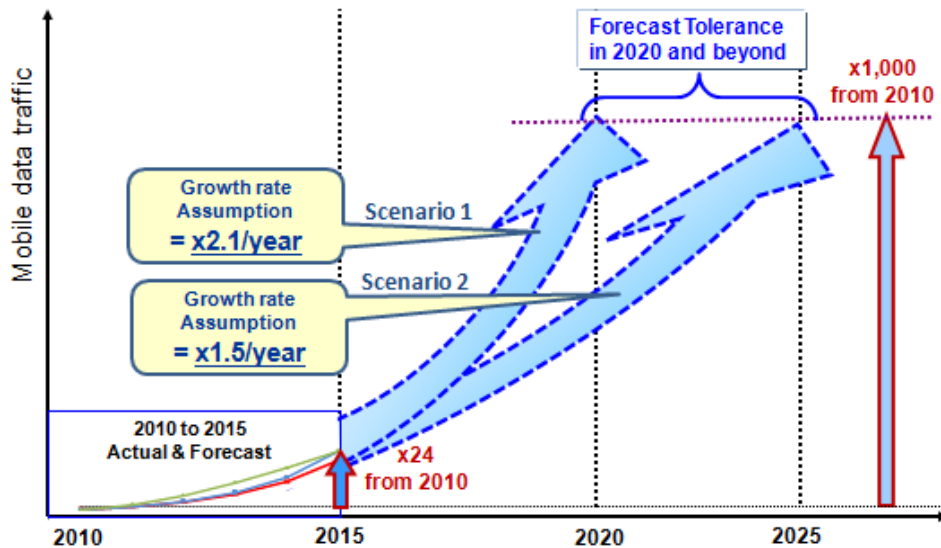 Forecast Tolerance
in 2020 and beyond
x1,000
from 2010
Mobile data traffic
Growth rate
Assumption
= x2.1/year
Scenario 1
Growth rate
Assumption
= x1.5/year
Scenario 2
2010 to 2015
Actual & Forecast
x24
from 2010
2010
2015
2020
2025